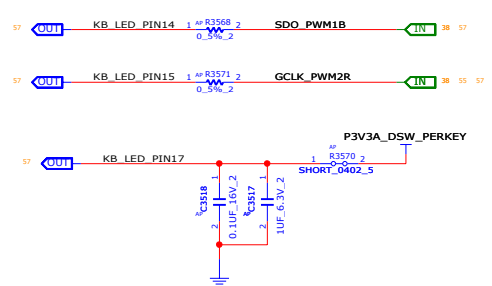 57 OUT KB_LED_PIN14 1 AP R3568 2 SDO_PWM1B IN 38 57
0_5%_2
57 OUT KB_LED_PIN15 1 AP R3571 2 GCLK_PWM2R IN 38 55 57
0_5%_2
P3V3A_DSW_PERKEY
AP
57 OUT KB_LED_PIN17 1 R3570 2
SHORT_0402_5
1 1
AP C3518 0.1UF_16V_2 AP C3517 1UF_6.3V_2
2 2